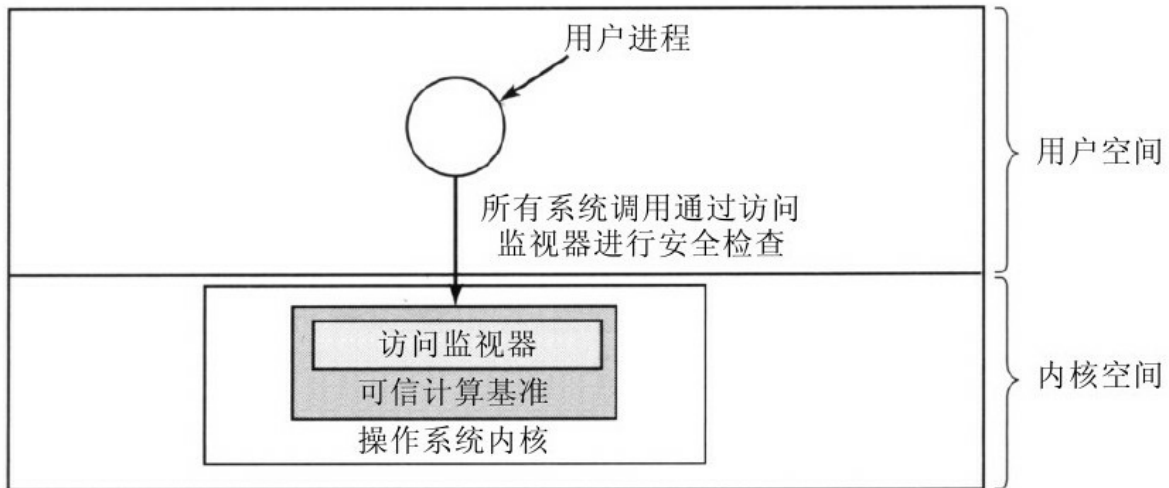 用户进程
用户空间
所有系统调用通过访问
监视器进行安全检查
访问监视器
可信计算基准
操作系统内核
内核空间